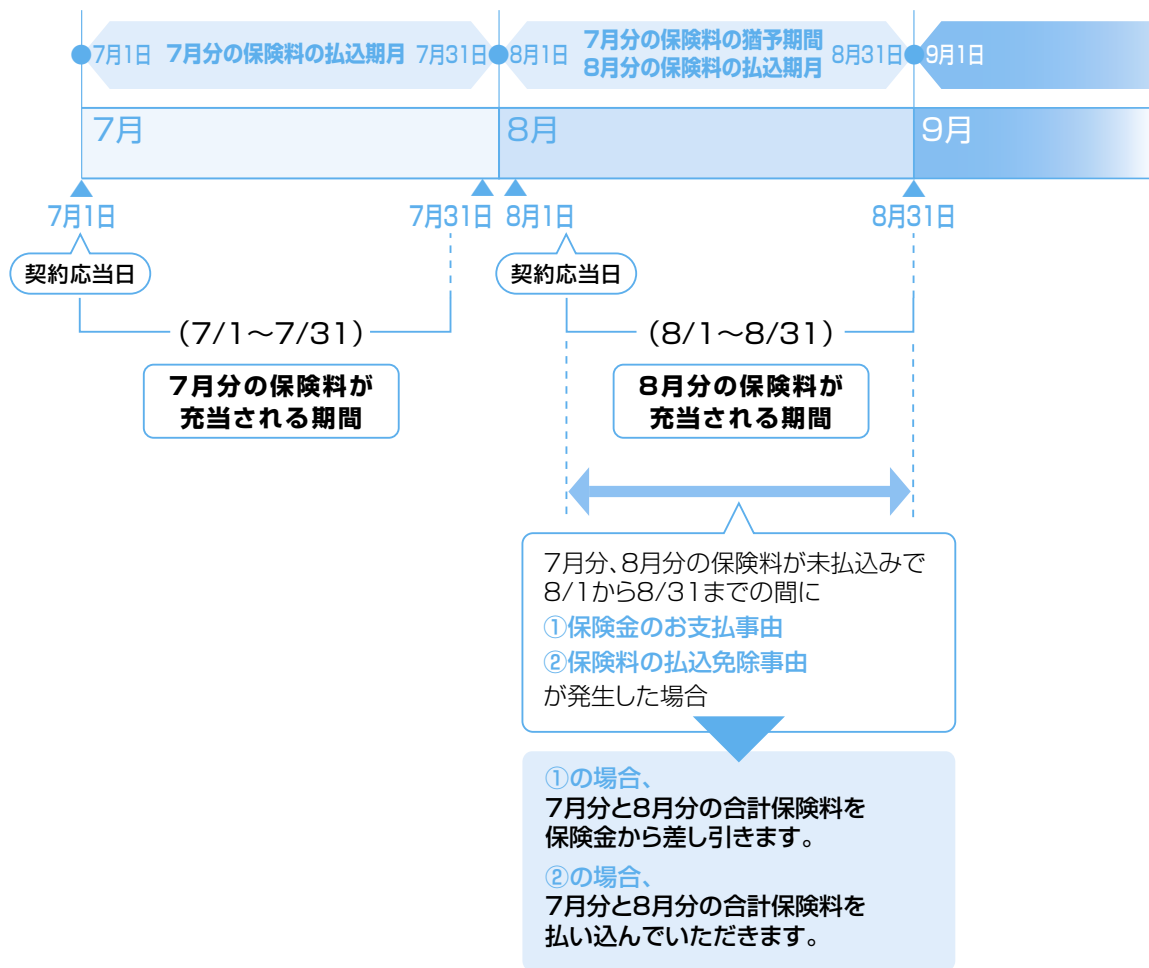 7月1日 7月分の保険料の払込期月 7月31日
8月1日 7月分の保険料の猶予期間
8月分の保険料の払込期月 8月31日
9月1日
7月 8月 9月
7月1日 7月31日 8月1日 8月31日
契約応当日 契約応当日
(7/1〜7/31) (8/1〜8/31)
7月分の保険料が
充当される期間
8月分の保険料が
充当される期間
7月分、8月分の保険料が未払込みで
8/1から8/31までの間に
①保険金のお支払事由
②保険料の払込免除事由
が発生した場合
①の場合、
7月分と8月分の合計保険料を
保険金から差し引きます。
②の場合、
7月分と8月分の合計保険料を
払い込んでいただきます。